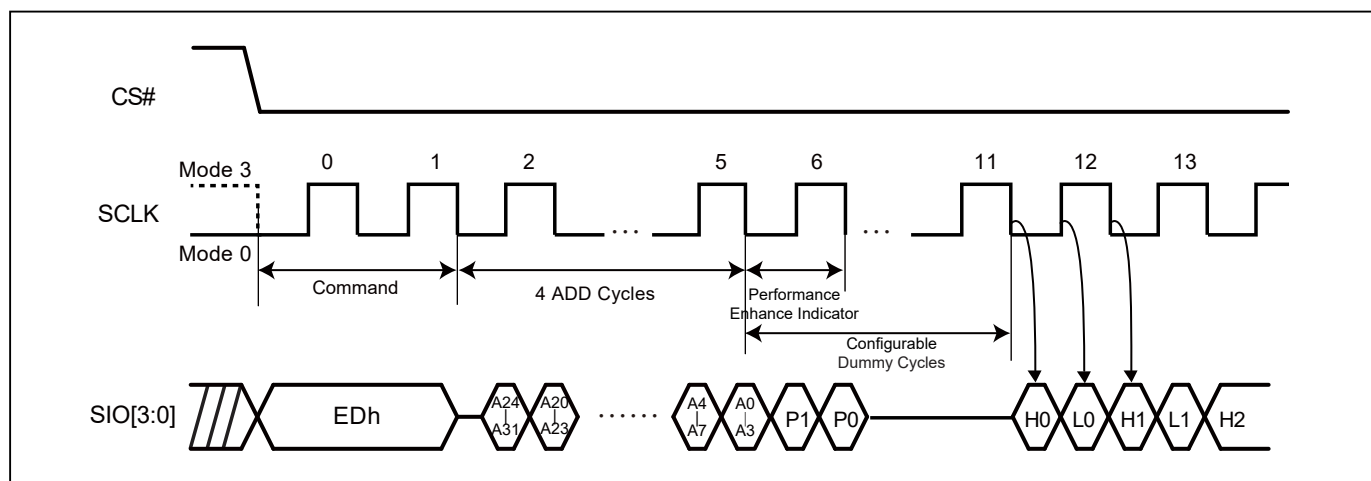 CS#
Mode 3
0 1 2 5 6 11 12 13
SCLK
...
...
Mode 0
Command
4 ADD Cycles
Performance
Enhance Indicator
Configurable
Dummy Cycles
SIO[3:0]
EDh
A24
A31
A20
A23
......
A4
A7
A0
A3
P1
P0
H0
L0
H1
L1
H2